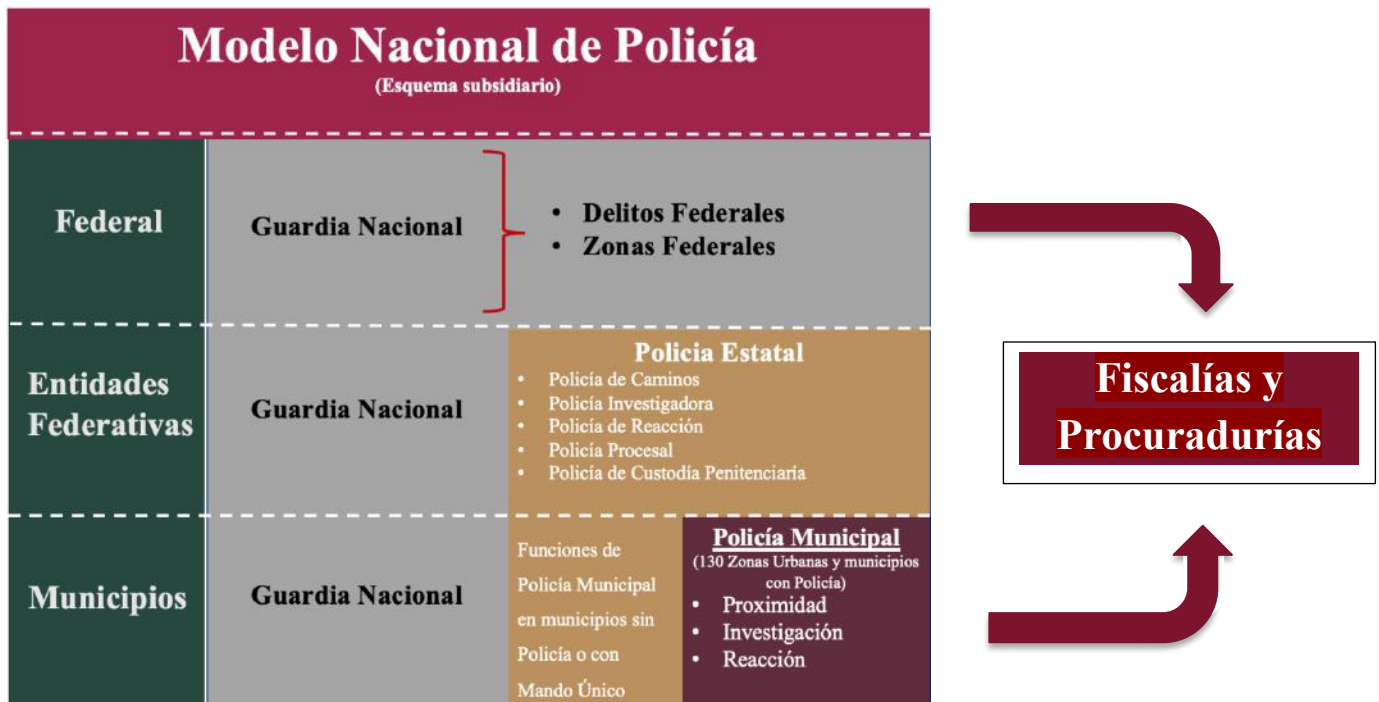 Modelo Nacional de Policía
(Esquema subsidiario)
Federal
Guardia Nacional
• Delitos Federales
• Zonas Federales
Entidades
Federativas
Guardia Nacional
Policia Estatal
• Policía de Caminos
• Policía Investigadora
• Policía de Reacción
• Policía Procesal
• Policía de Custodía Penitenciaría
Municipios
Guardia Nacional
Funciones de
Policía Municipal
en municipios sin
Policía o con
Mando Único
Policía Municipal
(130 Zonas Urbanas y municipios
con Policía)
• Proximidad
• Investigación
• Reacción
Fiscalías y
Procuradurías